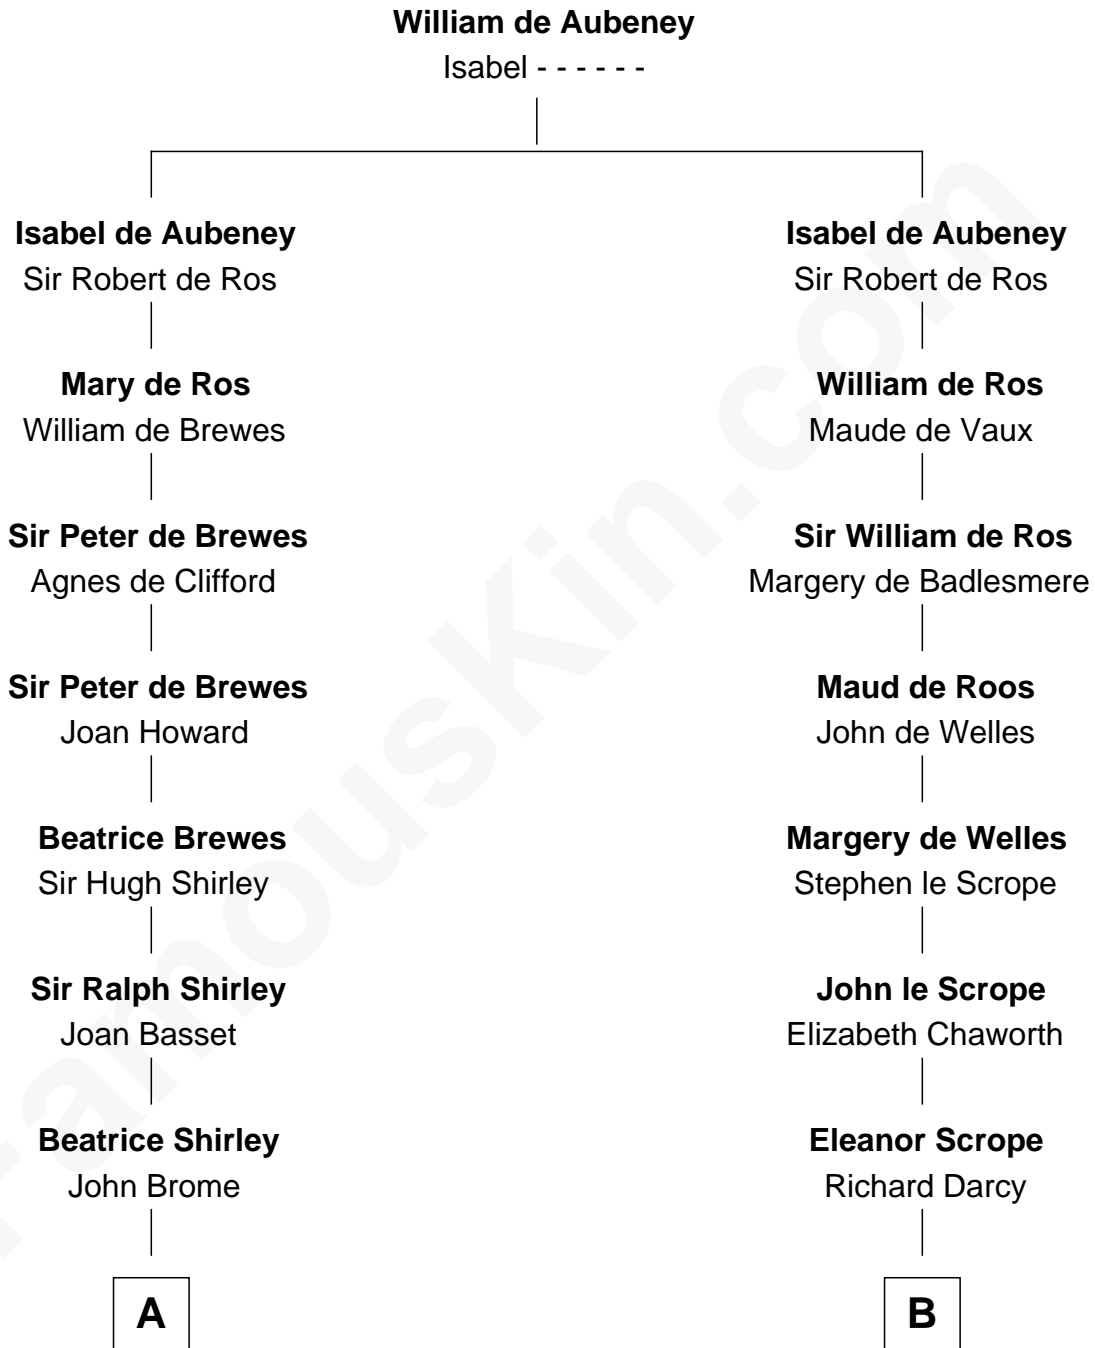 William de Aubeney
Isabel - - - - - -
Isabel de Aubeney
Sir Robert de Ros
Isabel de Aubeney
Sir Robert de Ros
Mary de Ros
William de Brewes
William de Ros
Maude de Vaux
Sir Peter de Brewes
Agnes de Clifford
Sir William de Ros
Margery de Badlesmere
Sir Peter de Brewes
Joan Howard
Maud de Roos
John de Welles
Beatrice Brewes
Sir Hugh Shirley
Margery de Welles
Stephen le Scrope
Sir Ralph Shirley
Joan Basset
John le Scrope
Elizabeth Chaworth
Beatrice Shirley
John Brome
Eleanor Scrope
Richard Darcy
A
B
FamousKin.com